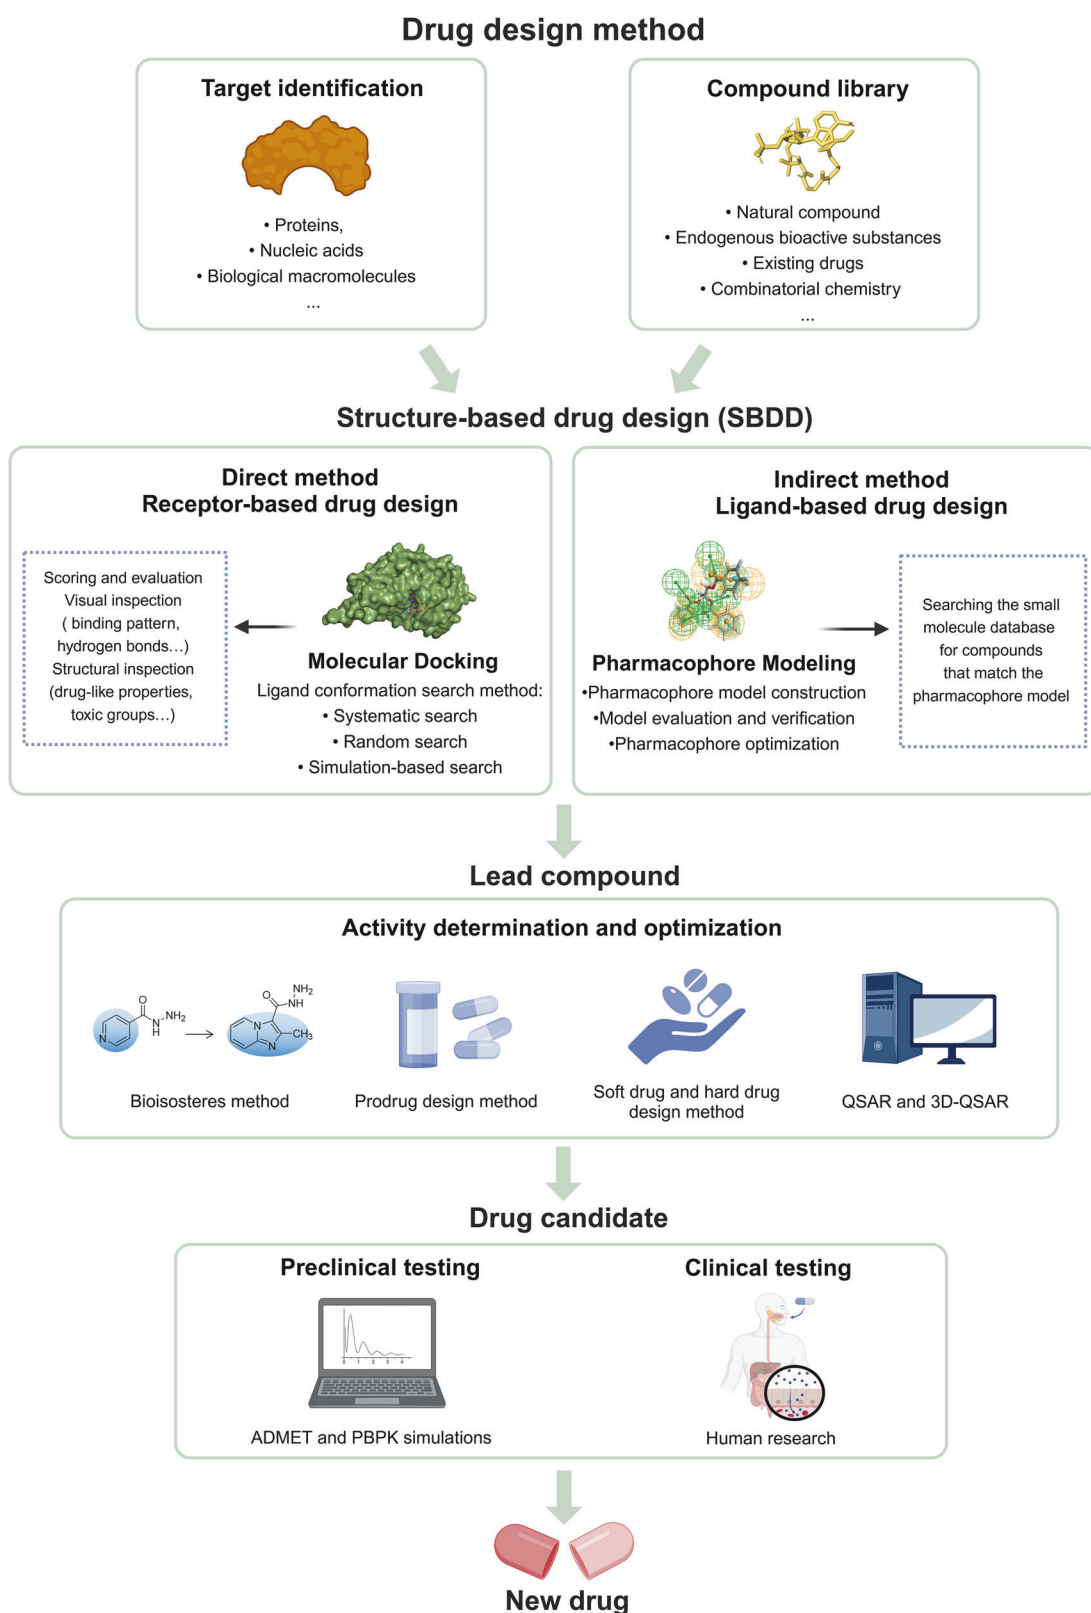 Drug design method
Target identification
• Proteins,
• Nucleic acids
• Biological macromolecules
...
Compound library
• Natural compound
• Endogenous bioactive substances
• Existing drugs
• Combinatorial chemistry
...
Structure-based drug design (SBDD)
Direct method
Receptor-based drug design
Scoring and evaluation
Visual inspection
( binding pattern,
hydrogen bonds...)
Structural inspection
(drug-like properties,
toxic groups...)
Molecular Docking
Ligand conformation search method:
• Systematic search
• Random search
• Simulation-based search
Indirect method
Ligand-based drug design
Pharmacophore Modeling
•Pharmacophore model construction
•Model evaluation and verification
•Pharmacophore optimization
Searching the small
molecule database
for compounds
that match the
pharmacophore model
Lead compound
Activity determination and optimization
O
NH₂
N
H
N
NH₂
O
NH
N
CH₃
N
Bioisosteres method
Prodrug design method
Soft drug and hard drug
design method
QSAR and 3D-QSAR
Drug candidate
Preclinical testing
0 1 2 3 4
ADMET and PBPK simulations
Clinical testing
Human research
New drug